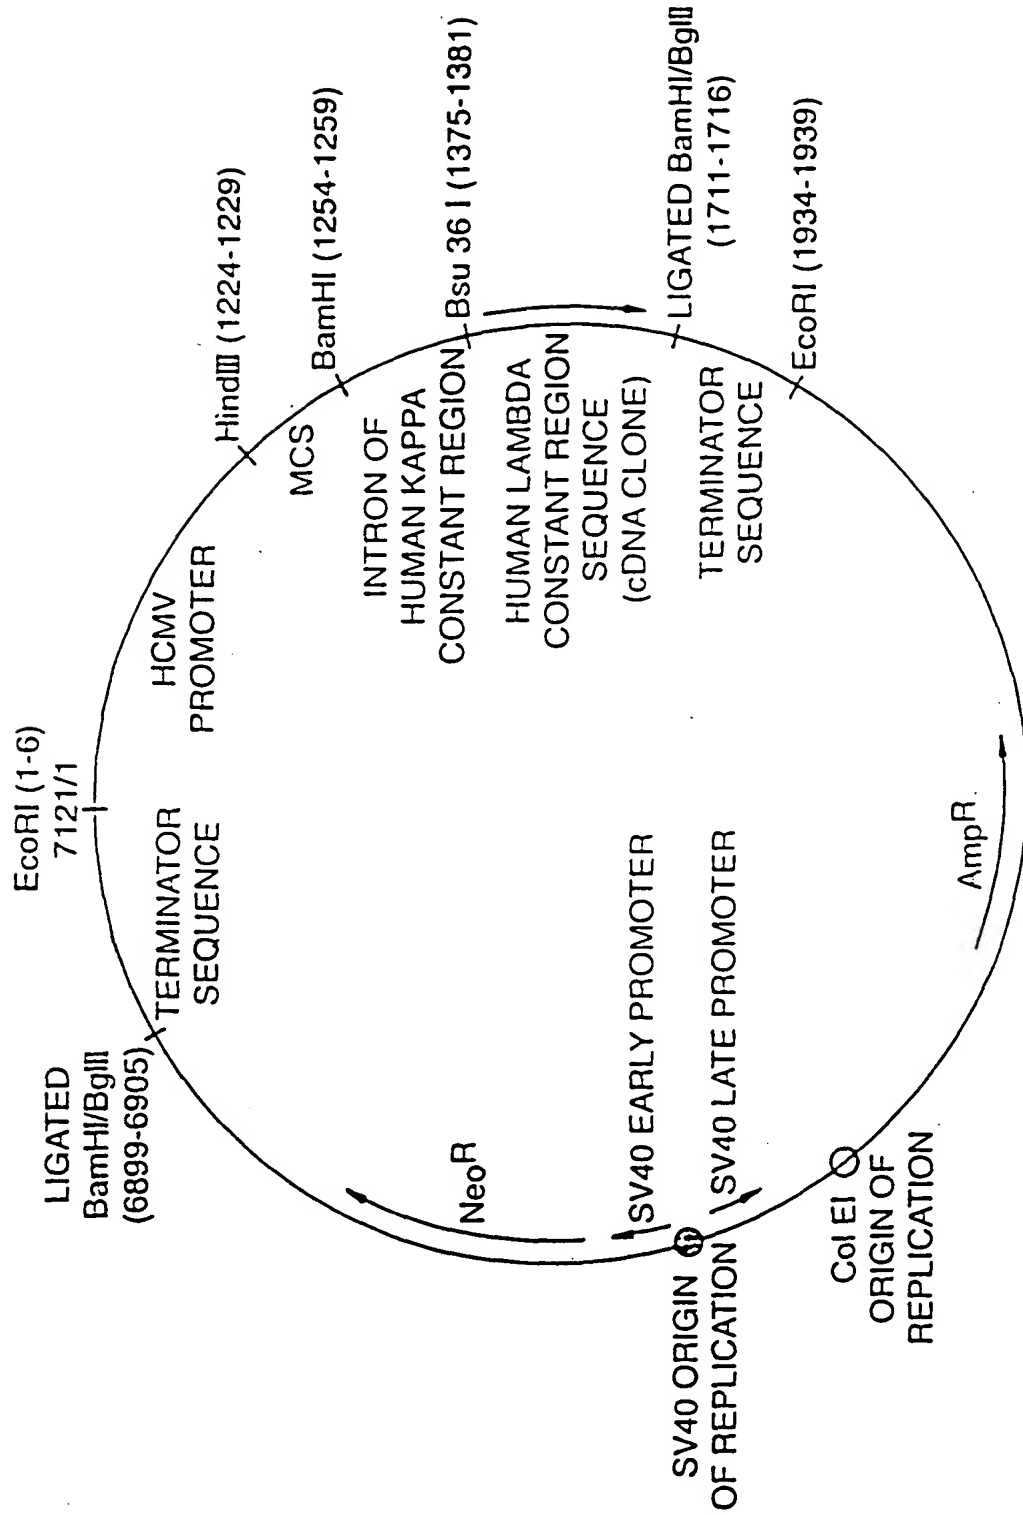 EcoRI (1-6)
7121/1
HindIII (1224-1229)
BamHI (1254-1259)
Bsu 36 I (1375-1381)
LIGATED BamHI/BglII
(1711-1716)
EcoRI (1934-1939)
HCMV
PROMOTER
MCS
INTRON OF
HUMAN KAPPA
CONSTANT REGION
HUMAN LAMBDA
CONSTANT REGION
SEQUENCE
(cDNA CLONE)
TERMINATOR
SEQUENCE
AmpR
Col EI
ORIGIN OF
REPLICATION
SV40 LATE PROMOTER
SV40 EARLY PROMOTER
SV40 ORIGIN
OF REPLICATION
NeoR
LIGATED
BamHI/BglII
(6899-6905)
TERMINATOR
SEQUENCE